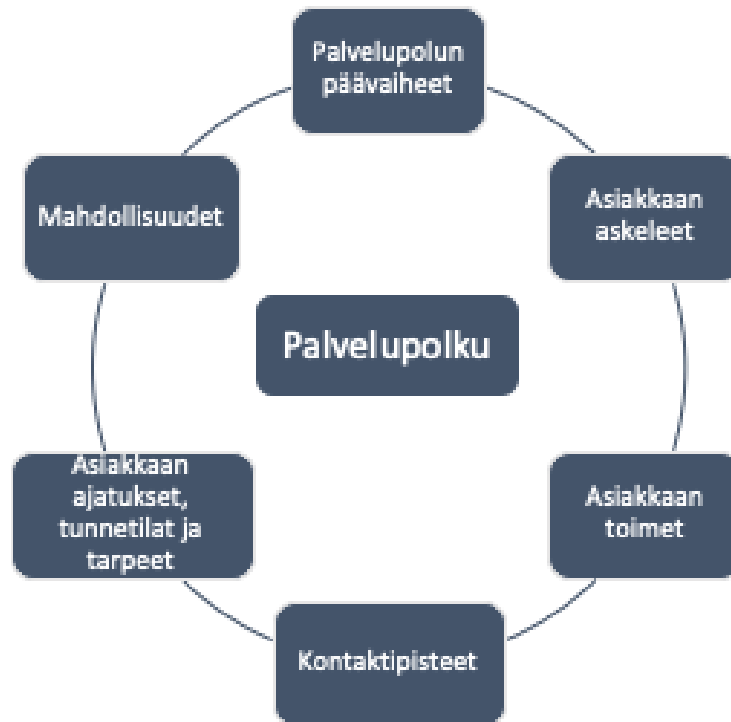 Palvelupolun
päävaiheet
Asiakkaan
askeleet
Asiakkaan
toimet
Kontaktipisteet
Asiakkaan
ajatukset,
tunnetilat ja
tarpeet
Mahdollisuudet
Palvelupolku